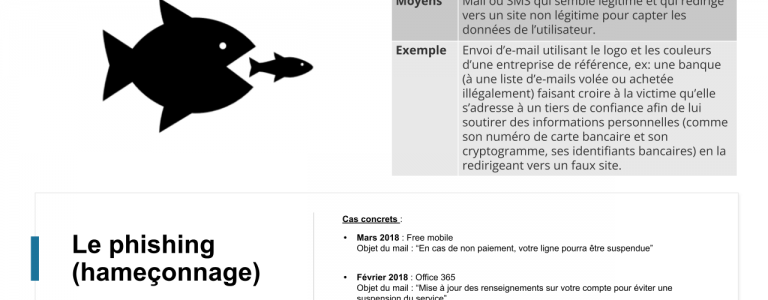 Moyens Mail ou SMS qui semble légitime et qui redirige
vers un site non légitime pour capter les
données de l'utilisateur.
Exemple Envoi d'e-mail utilisant le logo et les couleurs
d'une entreprise de référence, ex: une banque
(à une liste d'e-mails volée ou achetée
illégalement) faisant croire à la victime qu'elle
s'adresse à un tiers de confiance afin de lui
soutirer des informations personnelles (comme
son numéro de carte bancaire et son
cryptogramme, ses identifiants bancaires) en la
redirigeant vers un faux site.
Le phishing
(hameçonnage)
Cas concrets :
• Mars 2018 : Free mobile
Objet du mail : “En cas de non paiement, votre ligne pourra être suspendue”
• Février 2018 : Office 365
Objet du mail : “Mise à jour des renseignements sur votre compte pour éviter une
suspension du service”